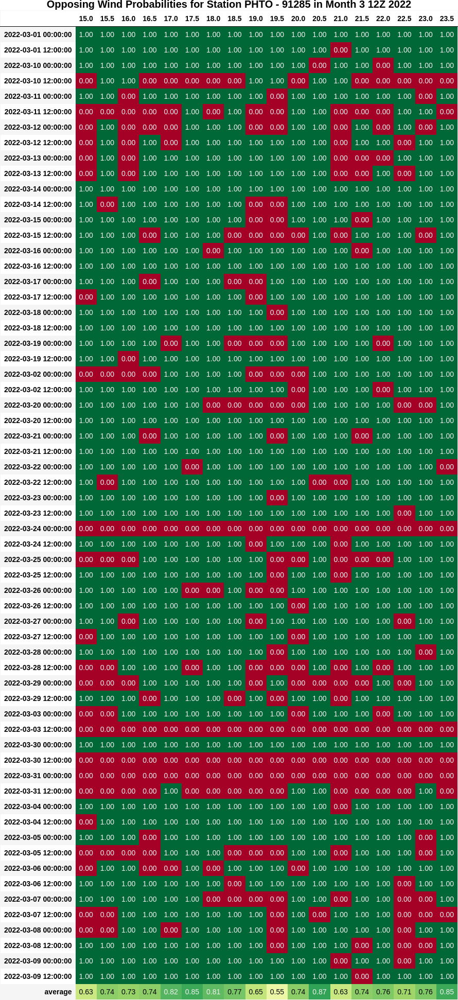 Opposing Wind Probabilities for Station PHTO - 91285 in Month 3 12Z 2022
15.0 15.5 16.0 16.5 17.0 17.5 18.0 18.5 19.0 19.5 20.0 20.5 21.0 21.5 22.0 22.5 23.0 23.5
2022-03-01 00:00:00 1.00 1.00 1.00 1.00 1.00 1.00 1.00 1.00 1.00 1.00 1.00 1.00 1.00 1.00 1.00 1.00 1.00 1.00
2022-03-01 12:00:00 1.00 1.00 1.00 1.00 1.00 1.00 1.00 1.00 1.00 1.00 1.00 1.00 0.00 1.00 1.00 1.00 1.00 1.00
2022-03-10 00:00:00 1.00 1.00 1.00 1.00 1.00 1.00 1.00 1.00 1.00 1.00 1.00 0.00 1.00 1.00 0.00 1.00 1.00 1.00
2022-03-10 12:00:00 0.00 1.00 1.00 0.00 0.00 0.00 0.00 0.00 1.00 1.00 0.00 1.00 1.00 0.00 0.00 0.00 0.00 0.00
2022-03-11 00:00:00 1.00 1.00 0.00 1.00 1.00 1.00 1.00 1.00 1.00 0.00 1.00 1.00 1.00 1.00 1.00 1.00 0.00 1.00
2022-03-11 12:00:00 0.00 0.00 0.00 0.00 0.00 1.00 0.00 1.00 0.00 0.00 1.00 1.00 0.00 0.00 0.00 1.00 1.00 0.00
2022-03-12 00:00:00 0.00 1.00 0.00 0.00 0.00 1.00 1.00 1.00 0.00 0.00 1.00 1.00 0.00 1.00 0.00 1.00 0.00 1.00
2022-03-12 12:00:00 0.00 1.00 0.00 1.00 0.00 1.00 1.00 1.00 1.00 1.00 1.00 1.00 0.00 1.00 1.00 0.00 1.00 1.00
2022-03-13 00:00:00 0.00 1.00 0.00 1.00 1.00 1.00 1.00 1.00 1.00 1.00 1.00 1.00 0.00 0.00 0.00 1.00 1.00 1.00
2022-03-13 12:00:00 0.00 1.00 0.00 1.00 1.00 1.00 1.00 1.00 1.00 1.00 1.00 1.00 0.00 0.00 1.00 0.00 1.00 1.00
2022-03-14 00:00:00 1.00 1.00 1.00 1.00 1.00 1.00 1.00 1.00 1.00 1.00 1.00 1.00 1.00 1.00 1.00 1.00 1.00 1.00
2022-03-14 12:00:00 1.00 0.00 1.00 1.00 1.00 1.00 1.00 1.00 0.00 0.00 1.00 1.00 1.00 1.00 1.00 1.00 1.00 1.00
2022-03-15 00:00:00 1.00 1.00 1.00 1.00 1.00 1.00 1.00 1.00 0.00 0.00 1.00 1.00 1.00 0.00 1.00 1.00 1.00 1.00
2022-03-15 12:00:00 1.00 1.00 1.00 0.00 1.00 1.00 1.00 0.00 0.00 0.00 0.00 1.00 0.00 1.00 1.00 1.00 0.00 1.00
2022-03-16 00:00:00 1.00 1.00 1.00 1.00 1.00 1.00 0.00 1.00 1.00 1.00 1.00 1.00 1.00 0.00 1.00 1.00 1.00 1.00
2022-03-16 12:00:00 1.00 1.00 1.00 1.00 1.00 1.00 1.00 1.00 1.00 1.00 1.00 1.00 1.00 1.00 1.00 1.00 1.00 1.00
2022-03-17 00:00:00 1.00 1.00 1.00 0.00 1.00 1.00 1.00 0.00 0.00 1.00 1.00 1.00 1.00 1.00 1.00 1.00 1.00 1.00
2022-03-17 12:00:00 0.00 1.00 1.00 1.00 1.00 1.00 1.00 1.00 0.00 1.00 1.00 1.00 1.00 1.00 1.00 1.00 1.00 1.00
2022-03-18 00:00:00 1.00 1.00 1.00 1.00 1.00 1.00 1.00 1.00 1.00 0.00 1.00 1.00 1.00 1.00 1.00 1.00 1.00 1.00
2022-03-18 12:00:00 1.00 1.00 1.00 1.00 1.00 1.00 1.00 1.00 1.00 1.00 1.00 1.00 1.00 1.00 1.00 1.00 1.00 1.00
2022-03-19 00:00:00 1.00 1.00 1.00 1.00 0.00 1.00 1.00 0.00 0.00 0.00 1.00 1.00 1.00 1.00 0.00 1.00 1.00 1.00
2022-03-19 12:00:00 1.00 1.00 0.00 1.00 1.00 1.00 1.00 1.00 1.00 1.00 1.00 1.00 1.00 1.00 1.00 1.00 1.00 1.00
2022-03-02 00:00:00 0.00 0.00 0.00 0.00 1.00 1.00 1.00 1.00 0.00 0.00 0.00 1.00 1.00 1.00 1.00 1.00 1.00 1.00
2022-03-02 12:00:00 1.00 1.00 1.00 1.00 1.00 1.00 1.00 1.00 1.00 1.00 0.00 1.00 1.00 1.00 0.00 1.00 1.00 1.00
2022-03-20 00:00:00 1.00 1.00 1.00 1.00 1.00 1.00 0.00 0.00 0.00 0.00 0.00 1.00 1.00 1.00 1.00 0.00 0.00 1.00
2022-03-20 12:00:00 1.00 1.00 1.00 1.00 1.00 1.00 1.00 1.00 1.00 1.00 1.00 1.00 1.00 1.00 1.00 1.00 1.00 1.00
2022-03-21 00:00:00 1.00 1.00 1.00 0.00 1.00 1.00 1.00 1.00 1.00 0.00 1.00 1.00 1.00 0.00 1.00 1.00 1.00 1.00
2022-03-21 12:00:00 1.00 1.00 1.00 1.00 1.00 1.00 1.00 1.00 1.00 1.00 1.00 1.00 1.00 1.00 1.00 1.00 1.00 1.00
2022-03-22 00:00:00 1.00 1.00 1.00 1.00 1.00 0.00 1.00 1.00 1.00 1.00 1.00 1.00 1.00 1.00 1.00 1.00 1.00 0.00
2022-03-22 12:00:00 1.00 0.00 1.00 1.00 1.00 1.00 1.00 1.00 1.00 1.00 1.00 0.00 0.00 1.00 1.00 1.00 1.00 1.00
2022-03-23 00:00:00 1.00 1.00 1.00 1.00 1.00 1.00 1.00 1.00 1.00 0.00 1.00 1.00 1.00 1.00 1.00 1.00 1.00 1.00
2022-03-23 12:00:00 1.00 1.00 1.00 1.00 1.00 1.00 1.00 1.00 1.00 1.00 1.00 1.00 1.00 1.00 1.00 0.00 1.00 1.00
2022-03-24 00:00:00 0.00 0.00 0.00 0.00 0.00 0.00 0.00 0.00 0.00 0.00 0.00 0.00 0.00 0.00 0.00 0.00 0.00 0.00
2022-03-24 12:00:00 1.00 1.00 1.00 1.00 1.00 1.00 1.00 1.00 0.00 1.00 1.00 1.00 0.00 1.00 1.00 1.00 1.00 1.00
2022-03-25 00:00:00 0.00 0.00 0.00 1.00 1.00 1.00 1.00 1.00 1.00 0.00 0.00 1.00 0.00 0.00 0.00 1.00 1.00 1.00
2022-03-25 12:00:00 1.00 1.00 1.00 1.00 1.00 1.00 1.00 1.00 1.00 0.00 1.00 1.00 0.00 1.00 1.00 1.00 1.00 1.00
2022-03-26 00:00:00 1.00 1.00 1.00 1.00 1.00 0.00 0.00 1.00 0.00 0.00 1.00 1.00 1.00 1.00 1.00 1.00 1.00 1.00
2022-03-26 12:00:00 1.00 1.00 1.00 1.00 1.00 1.00 1.00 1.00 1.00 1.00 0.00 1.00 1.00 1.00 1.00 1.00 1.00 1.00
2022-03-27 00:00:00 1.00 1.00 0.00 1.00 1.00 1.00 1.00 1.00 0.00 1.00 1.00 1.00 1.00 1.00 1.00 0.00 1.00 1.00
2022-03-27 12:00:00 0.00 1.00 1.00 1.00 1.00 1.00 1.00 1.00 1.00 1.00 0.00 1.00 1.00 1.00 1.00 1.00 1.00 1.00
2022-03-28 00:00:00 1.00 1.00 1.00 1.00 1.00 1.00 1.00 1.00 1.00 0.00 1.00 1.00 1.00 1.00 1.00 1.00 0.00 1.00
2022-03-28 12:00:00 0.00 0.00 1.00 1.00 1.00 0.00 1.00 1.00 0.00 0.00 0.00 1.00 0.00 1.00 0.00 1.00 1.00 1.00
2022-03-29 00:00:00 0.00 0.00 0.00 1.00 1.00 1.00 1.00 1.00 0.00 1.00 0.00 0.00 0.00 0.00 1.00 0.00 1.00 1.00
2022-03-29 12:00:00 1.00 1.00 1.00 0.00 1.00 1.00 1.00 0.00 1.00 0.00 1.00 1.00 0.00 1.00 1.00 1.00 1.00 1.00
2022-03-03 00:00:00 0.00 0.00 1.00 1.00 1.00 1.00 1.00 1.00 1.00 1.00 0.00 1.00 1.00 1.00 0.00 1.00 1.00 1.00
2022-03-03 12:00:00 0.00 0.00 0.00 0.00 0.00 0.00 0.00 0.00 0.00 0.00 0.00 0.00 0.00 0.00 0.00 0.00 0.00 0.00
2022-03-30 00:00:00 1.00 1.00 1.00 1.00 1.00 1.00 1.00 1.00 1.00 1.00 1.00 1.00 1.00 1.00 1.00 1.00 1.00 1.00
2022-03-30 12:00:00 0.00 0.00 0.00 0.00 0.00 0.00 0.00 0.00 0.00 0.00 0.00 0.00 0.00 0.00 0.00 0.00 0.00 0.00
2022-03-31 00:00:00 0.00 0.00 0.00 0.00 0.00 0.00 0.00 0.00 0.00 0.00 0.00 0.00 0.00 0.00 0.00 0.00 0.00 0.00
2022-03-31 12:00:00 0.00 0.00 0.00 0.00 1.00 0.00 0.00 0.00 0.00 0.00 1.00 1.00 0.00 0.00 0.00 0.00 1.00 0.00
2022-03-04 00:00:00 1.00 1.00 1.00 1.00 1.00 1.00 1.00 1.00 1.00 1.00 1.00 1.00 0.00 1.00 1.00 1.00 1.00 1.00
2022-03-04 12:00:00 0.00 1.00 1.00 1.00 1.00 1.00 1.00 1.00 1.00 1.00 1.00 1.00 1.00 1.00 1.00 1.00 1.00 1.00
2022-03-05 00:00:00 1.00 1.00 1.00 0.00 1.00 1.00 1.00 1.00 1.00 1.00 1.00 1.00 1.00 1.00 1.00 1.00 0.00 1.00
2022-03-05 12:00:00 0.00 0.00 0.00 0.00 1.00 1.00 1.00 0.00 0.00 0.00 1.00 1.00 0.00 1.00 1.00 1.00 0.00 1.00
2022-03-06 00:00:00 0.00 1.00 1.00 0.00 0.00 1.00 0.00 1.00 1.00 1.00 0.00 1.00 1.00 1.00 1.00 1.00 1.00 1.00
2022-03-06 12:00:00 1.00 1.00 1.00 1.00 1.00 1.00 1.00 0.00 1.00 1.00 1.00 1.00 1.00 1.00 1.00 0.00 1.00 1.00
2022-03-07 00:00:00 1.00 1.00 1.00 1.00 1.00 1.00 0.00 0.00 0.00 0.00 1.00 1.00 0.00 1.00 1.00 0.00 0.00 1.00
2022-03-07 12:00:00 0.00 0.00 1.00 1.00 1.00 1.00 1.00 1.00 1.00 0.00 1.00 0.00 1.00 1.00 1.00 0.00 0.00 0.00
2022-03-08 00:00:00 0.00 0.00 1.00 1.00 0.00 1.00 1.00 1.00 1.00 0.00 1.00 1.00 1.00 1.00 1.00 0.00 1.00 1.00
2022-03-08 12:00:00 1.00 1.00 1.00 1.00 1.00 1.00 1.00 1.00 1.00 0.00 1.00 1.00 1.00 0.00 1.00 0.00 0.00 1.00
2022-03-09 00:00:00 1.00 1.00 1.00 1.00 1.00 1.00 1.00 1.00 1.00 1.00 1.00 1.00 0.00 1.00 1.00 0.00 1.00 1.00
2022-03-09 12:00:00 1.00 1.00 1.00 1.00 1.00 1.00 1.00 1.00 1.00 1.00 1.00 1.00 1.00 0.00 1.00 1.00 1.00 1.00
average 0.63 0.74 0.73 0.74 0.82 0.85 0.81 0.77 0.65 0.55 0.74 0.87 0.63 0.74 0.76 0.71 0.76 0.85